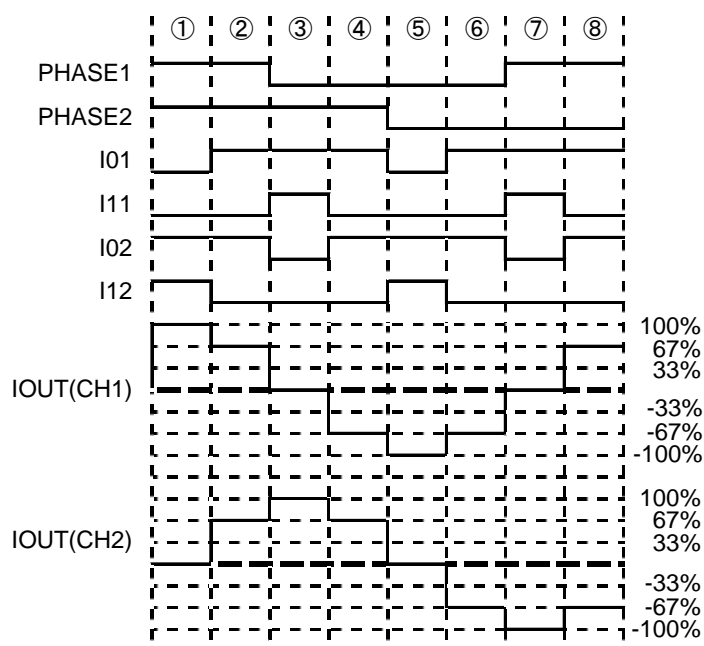 ① ② ③ ④ ⑤ ⑥ ⑦ ⑧
PHASE1
PHASE2
I01
I11
I02
I12
IOUT(CH1)
100%
67%
33%
-33%
-67%
-100%
IOUT(CH2)
100%
67%
33%
-33%
-67%
-100%